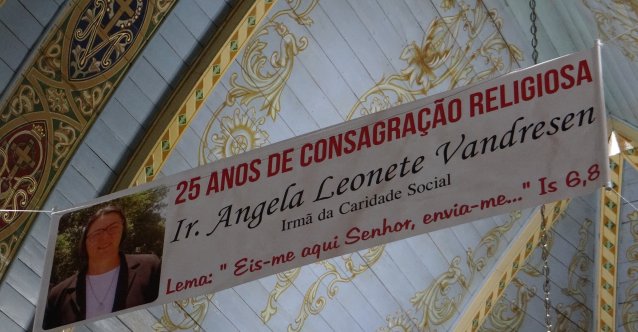 25 ANOS DE CONSAGRAÇÃO RELIGIOSA
Ir. Angela Leonete Vandresen
Irmã da Caridade Social
Lema: " Eis-me aqui Senhor, envia-me..." Is 6,8